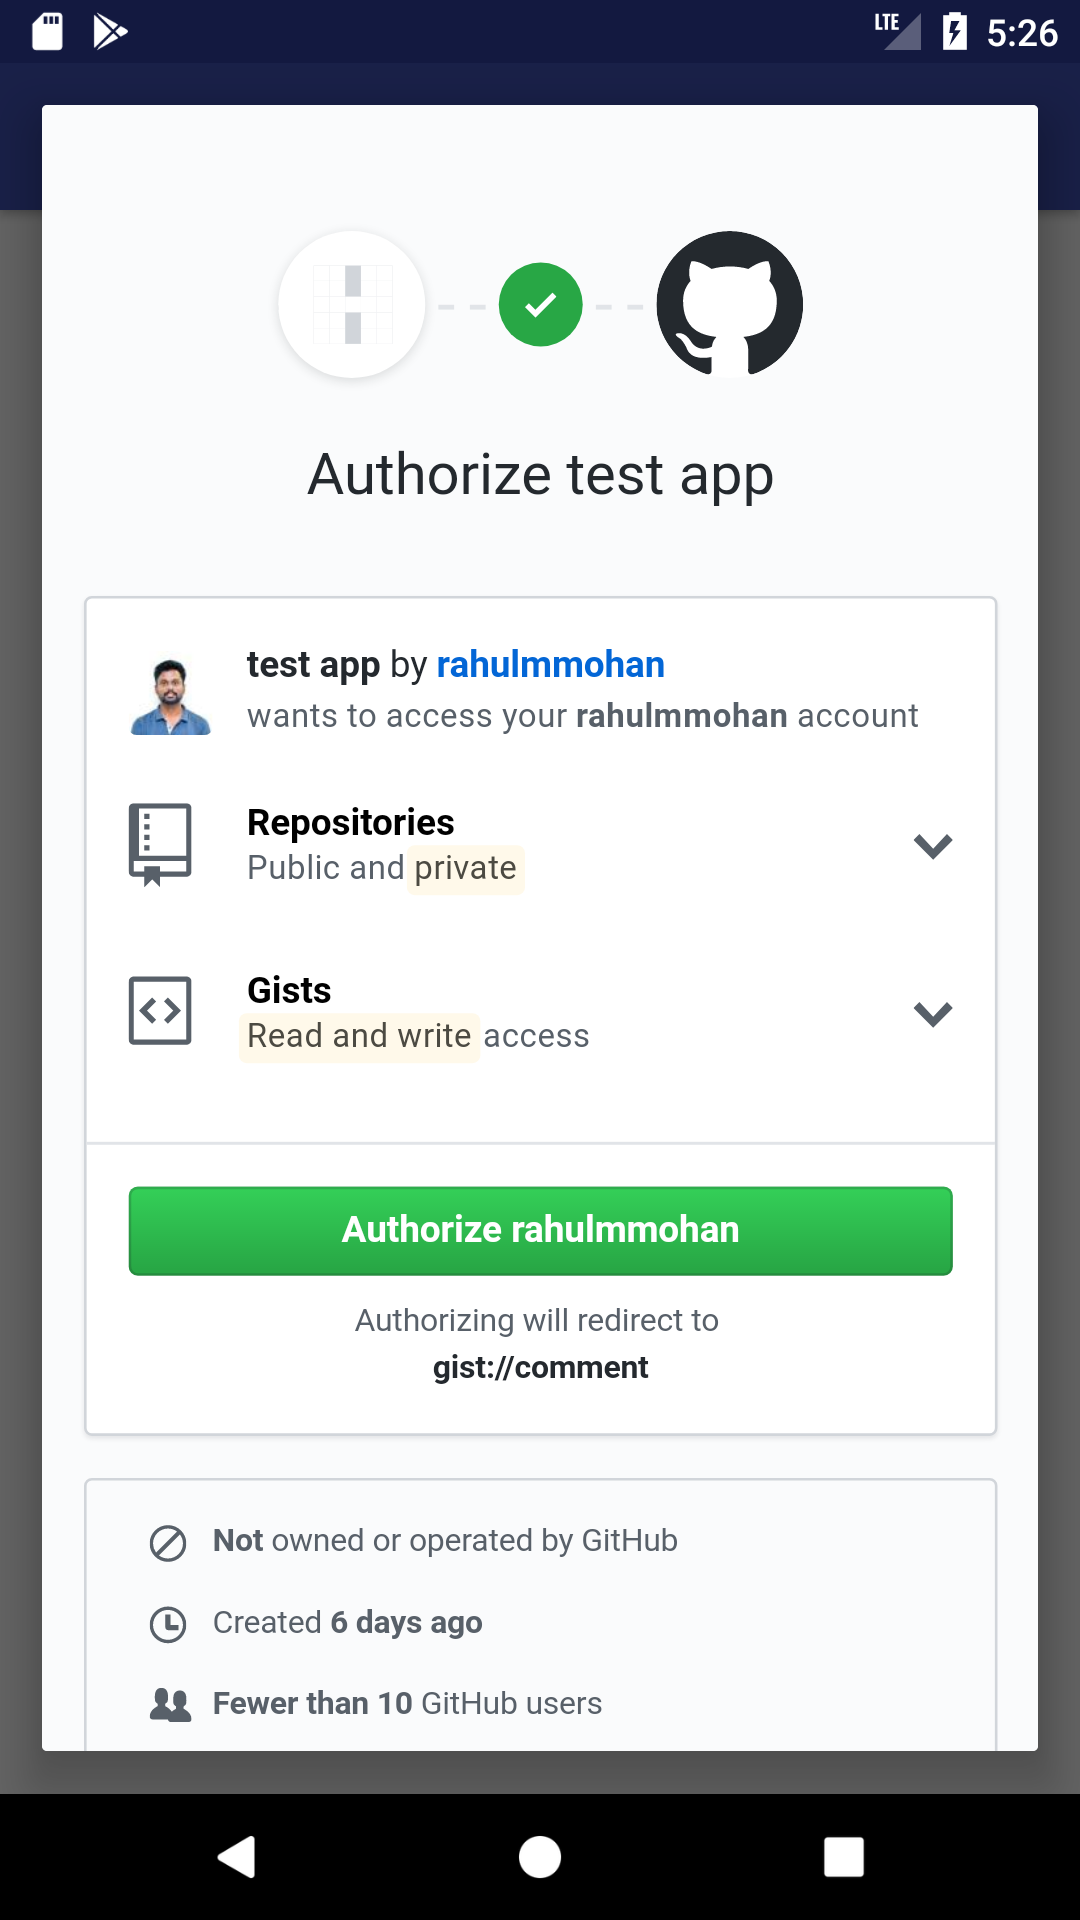 LTE 5:26
Authorize test app
test app by rahulmmohan
wants to access your rahulmmohan account
Repositories
Public and private
Gists
Read and write access
Authorize rahulmmohan
Authorizing will redirect to
gist://comment
Not owned or operated by GitHub
Created 6 days ago
Fewer than 10 GitHub users